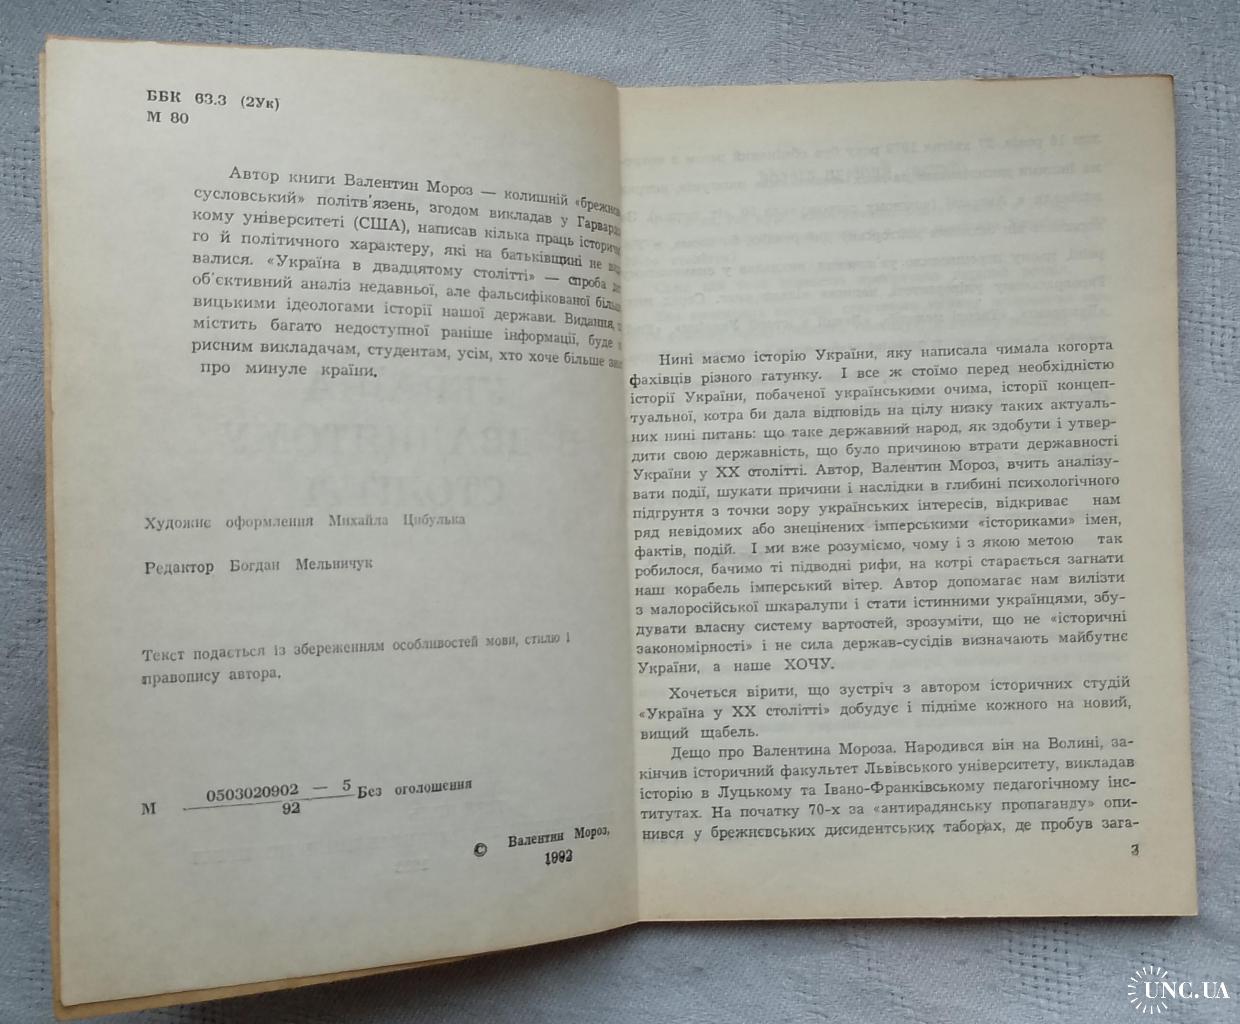 ББК 63.3 (2Ук)
М 80
Автор книги Валентин Мороз — колишній «брежнєв
сусловський» політв'язень, згодом викладав у Гарвард
кому університеті (США), написав кілька праць історич
го й політичного характеру, які на батьківщині не вид
валися. «Україна в двадцятому столітті» — спроба
об'єктивний аналіз недавньої, але фальсифікованої біль
вицькими ідеологами історії нашої держави. Видання,
містить багато недоступної раніше інформації, буде
рисним викладачам, студентам, усім, хто хоче більше
про минуле країни.
Художнє оформлення Михайла Цибулька
Редактор Богдан Мельничук
Текст подається із збереженням особливостей мови, стилю і
правопису автора.
М 0503020902 — 5 Без оголошення
92
© Валентин Мороз,
1992
Нині маємо історію України, яку написала чимала когорта
фахівців різного гатунку. І все ж стоїмо перед необхідністю
історії України, побаченої українськими очима, історії концеп-
туальної, котра би дала відповідь на цілу низку таких актуаль-
них нині питань: що таке державний народ, як здобути і утвер-
дити свою державність, що було причиною втрати державності
України у ХХ столітті. Автор, Валентин Мороз, вчить аналізу-
вати події, шукати причини і наслідки в глибині психологічного
підгрунтя з точки зору українських інтересів, відкриває нам
ряд невідомих або знецінених імперськими «істориками» імен,
фактів, подій. І ми вже розуміємо, чому і з якою метою так
робилося, бачимо ті підводні рифи, на котрі старається загнати
наш корабель імперський вітер. Автор допомагає нам вилізти
з малоросійської шкаралупи і стати істинними українцями, збу-
дувати власну систему вартостей, зрозуміти, що не «історичні
закономірності» і не сила держав-сусідів визначають майбутнє
України, а наше ХОЧУ.
Хочеться вірити, що зустріч з автором історичних студій
«Україна у ХХ столітті» добудує і підніме кожного на новий,
вищий щабель.
Дещо про Валентина Мороза. Народився він на Волині, за-
кінчив історичний факультет Львівського університету, викладав
історію в Луцькому та Івано-Франківському педагогічному інс-
титутах. На початку 70-х за «антирадянську пропаганду» опи-
нився у брежнєвських дисидентських таборах, де пробув зага-
3
UNC.UA